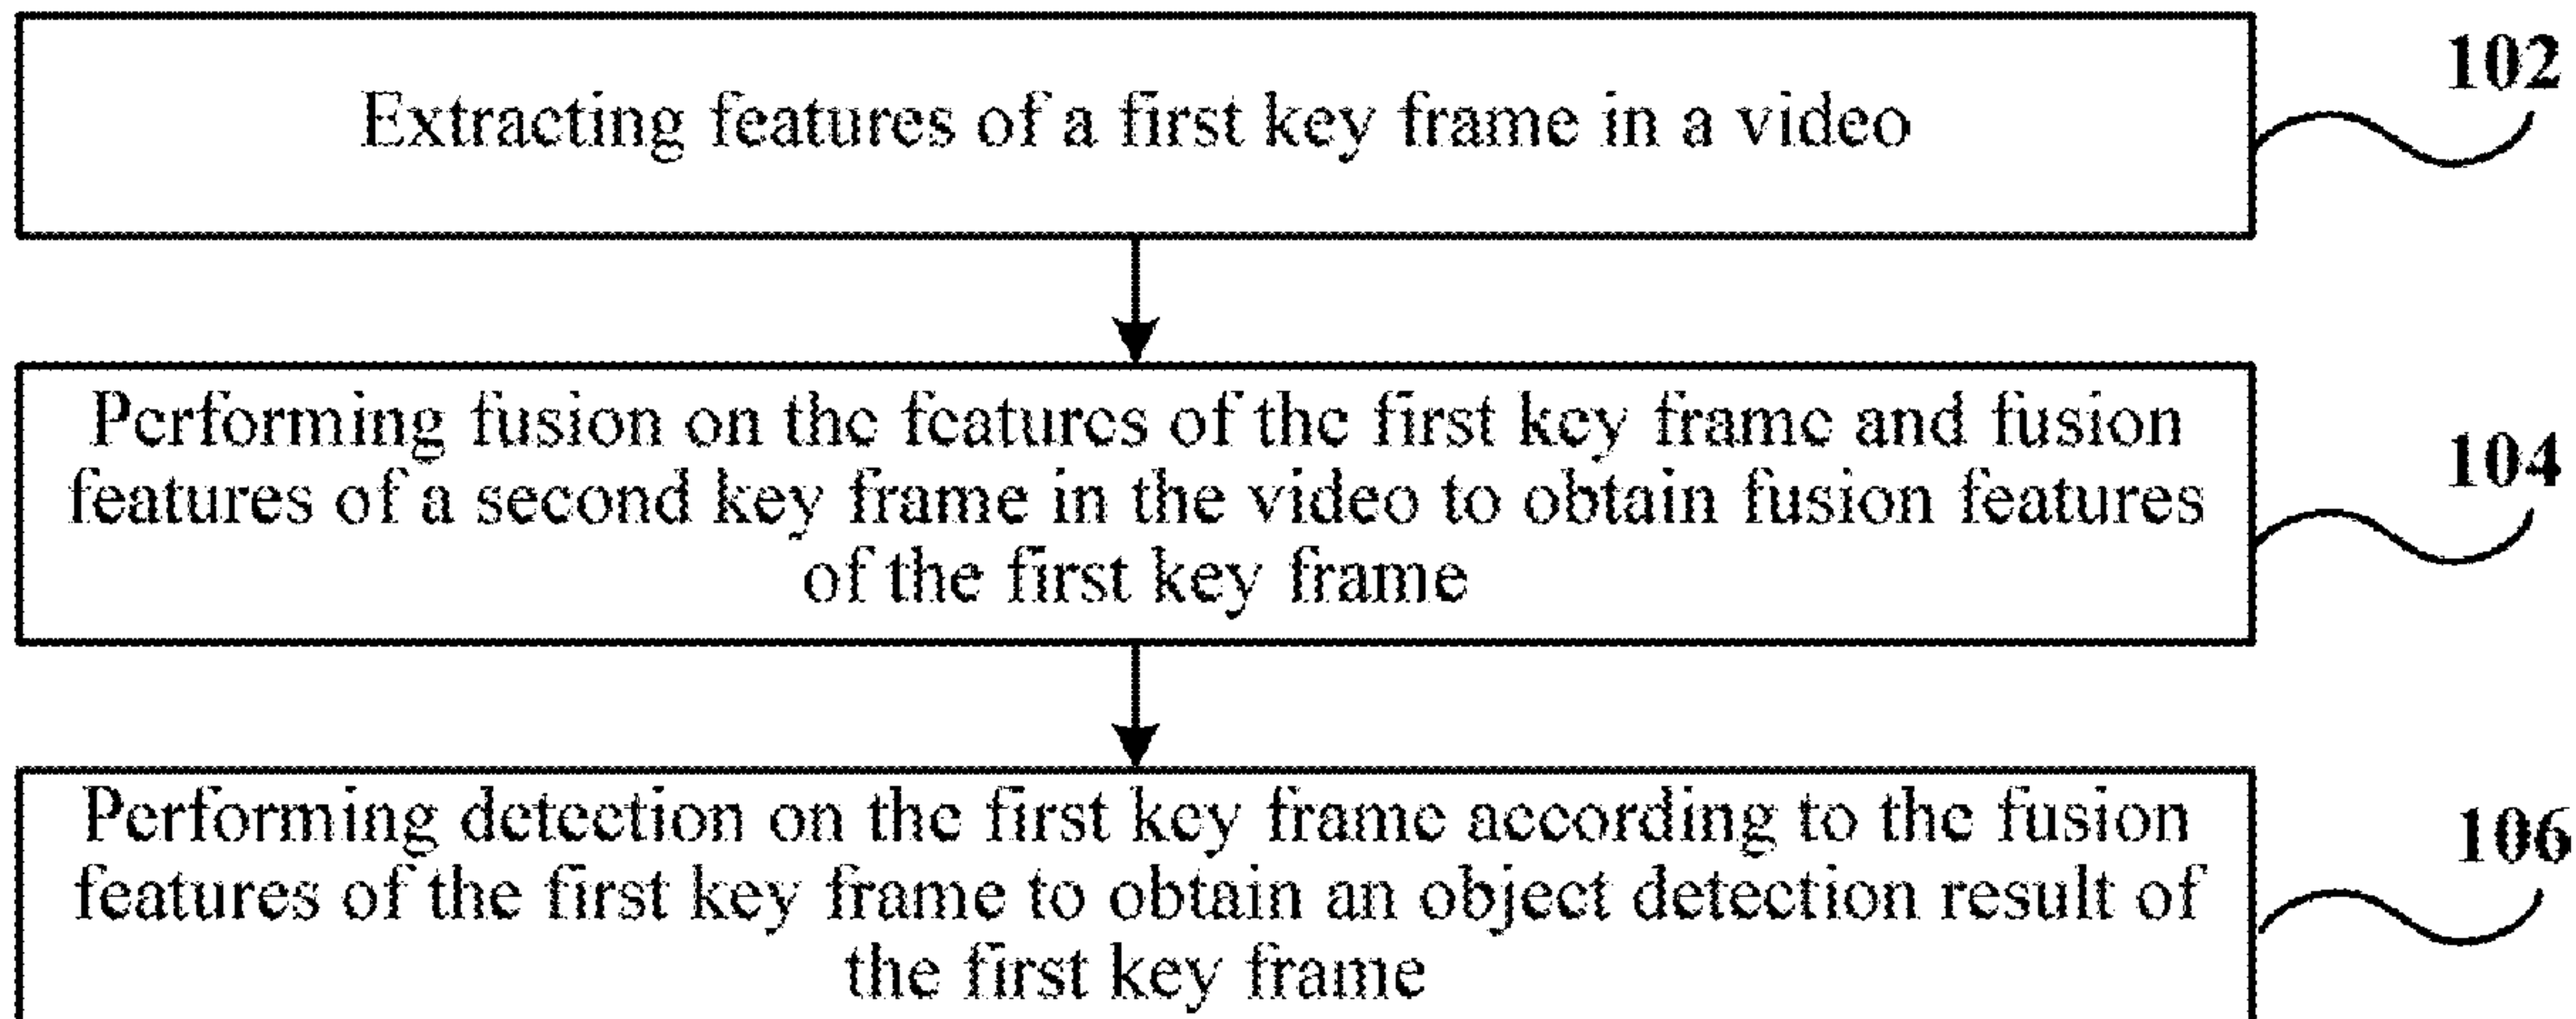 Extracting features of a first key frame in a video
102
Performing fusion on the features of the first key frame and fusion
features of a second key frame in the video to obtain fusion features
of the first key frame
104
Performing detection on the first key frame according to the fusion
features of the first key frame to obtain an object detection result of
the first key frame
106